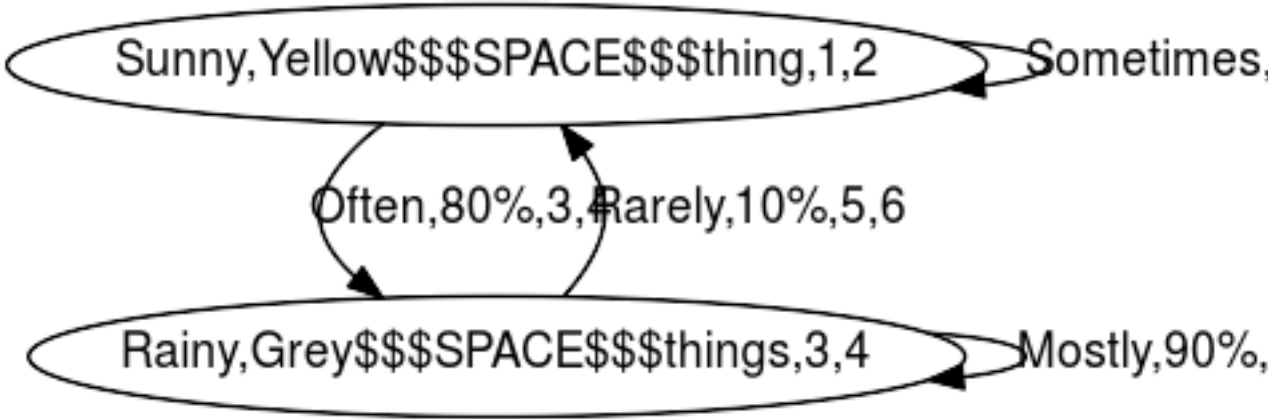 Sunny,Yellow$$$SPACE$$$thing,1,2
Sometimes,
Often,80%,3,4
Rarely,10%,5,6
Rainy,Grey$$$SPACE$$$things,3,4
Mostly,90%,